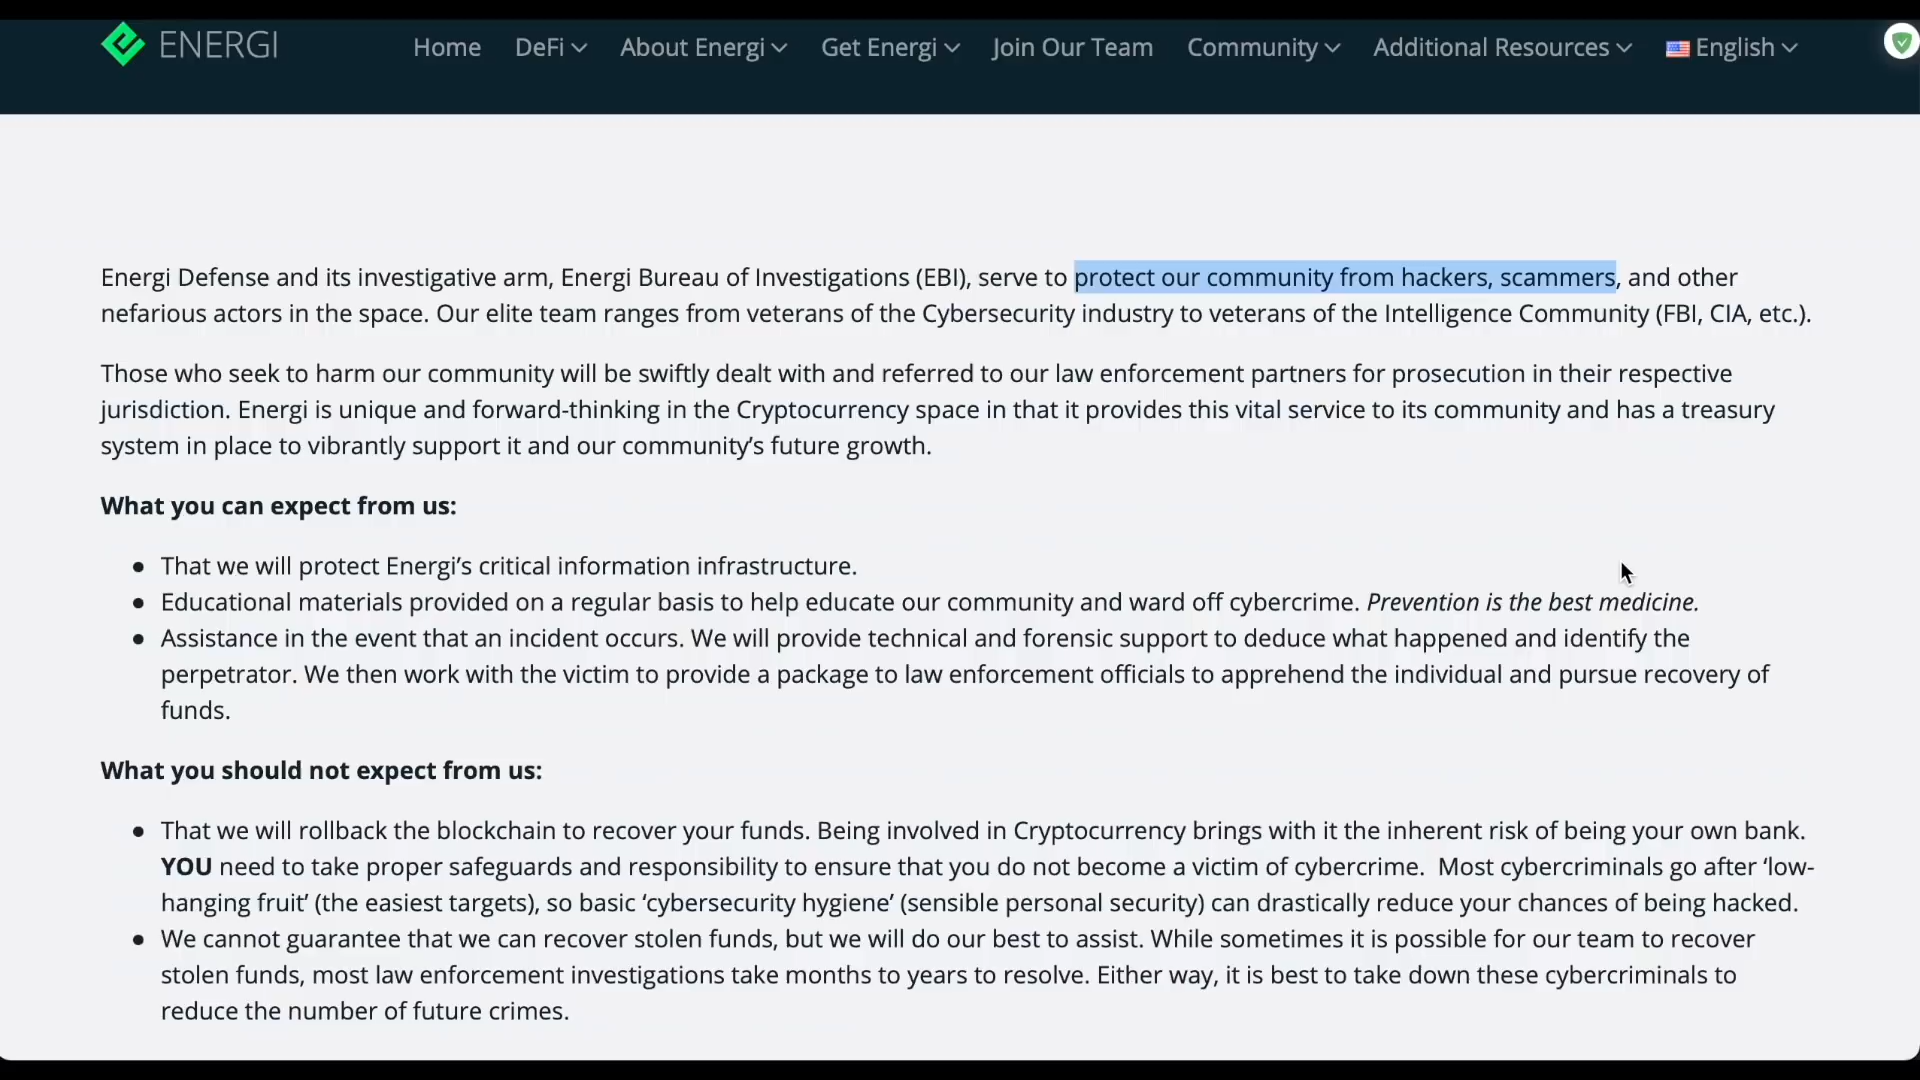 ENERGI Home DeFi About Energi Get Energi Join Our Team Community Additional Resources English
Energi Defense and its investigative arm, Energi Bureau of Investigations (EBI), serve to protect our community from hackers, scammers, and other
nefarious actors in the space. Our elite team ranges from veterans of the Cybersecurity industry to veterans of the Intelligence Community (FBI, CIA, etc.).
Those who seek to harm our community will be swiftly dealt with and referred to our law enforcement partners for prosecution in their respective
jurisdiction. Energi is unique and forward-thinking in the Cryptocurrency space in that it provides this vital service to its community and has a treasury
system in place to vibrantly support it and our community’s future growth.
What you can expect from us:
● That we will protect Energi’s critical information infrastructure.
● Educational materials provided on a regular basis to help educate our community and ward off cybercrime. Prevention is the best medicine.
● Assistance in the event that an incident occurs. We will provide technical and forensic support to deduce what happened and identify the
perpetrator. We then work with the victim to provide a package to law enforcement officials to apprehend the individual and pursue recovery of
funds.
What you should not expect from us:
● That we will rollback the blockchain to recover your funds. Being involved in Cryptocurrency brings with it the inherent risk of being your own bank.
YOU need to take proper safeguards and responsibility to ensure that you do not become a victim of cybercrime.  Most cybercriminals go after ‘low-
hanging fruit’ (the easiest targets), so basic ‘cybersecurity hygiene’ (sensible personal security) can drastically reduce your chances of being hacked.
● We cannot guarantee that we can recover stolen funds, but we will do our best to assist. While sometimes it is possible for our team to recover
stolen funds, most law enforcement investigations take months to years to resolve. Either way, it is best to take down these cybercriminals to
reduce the number of future crimes.